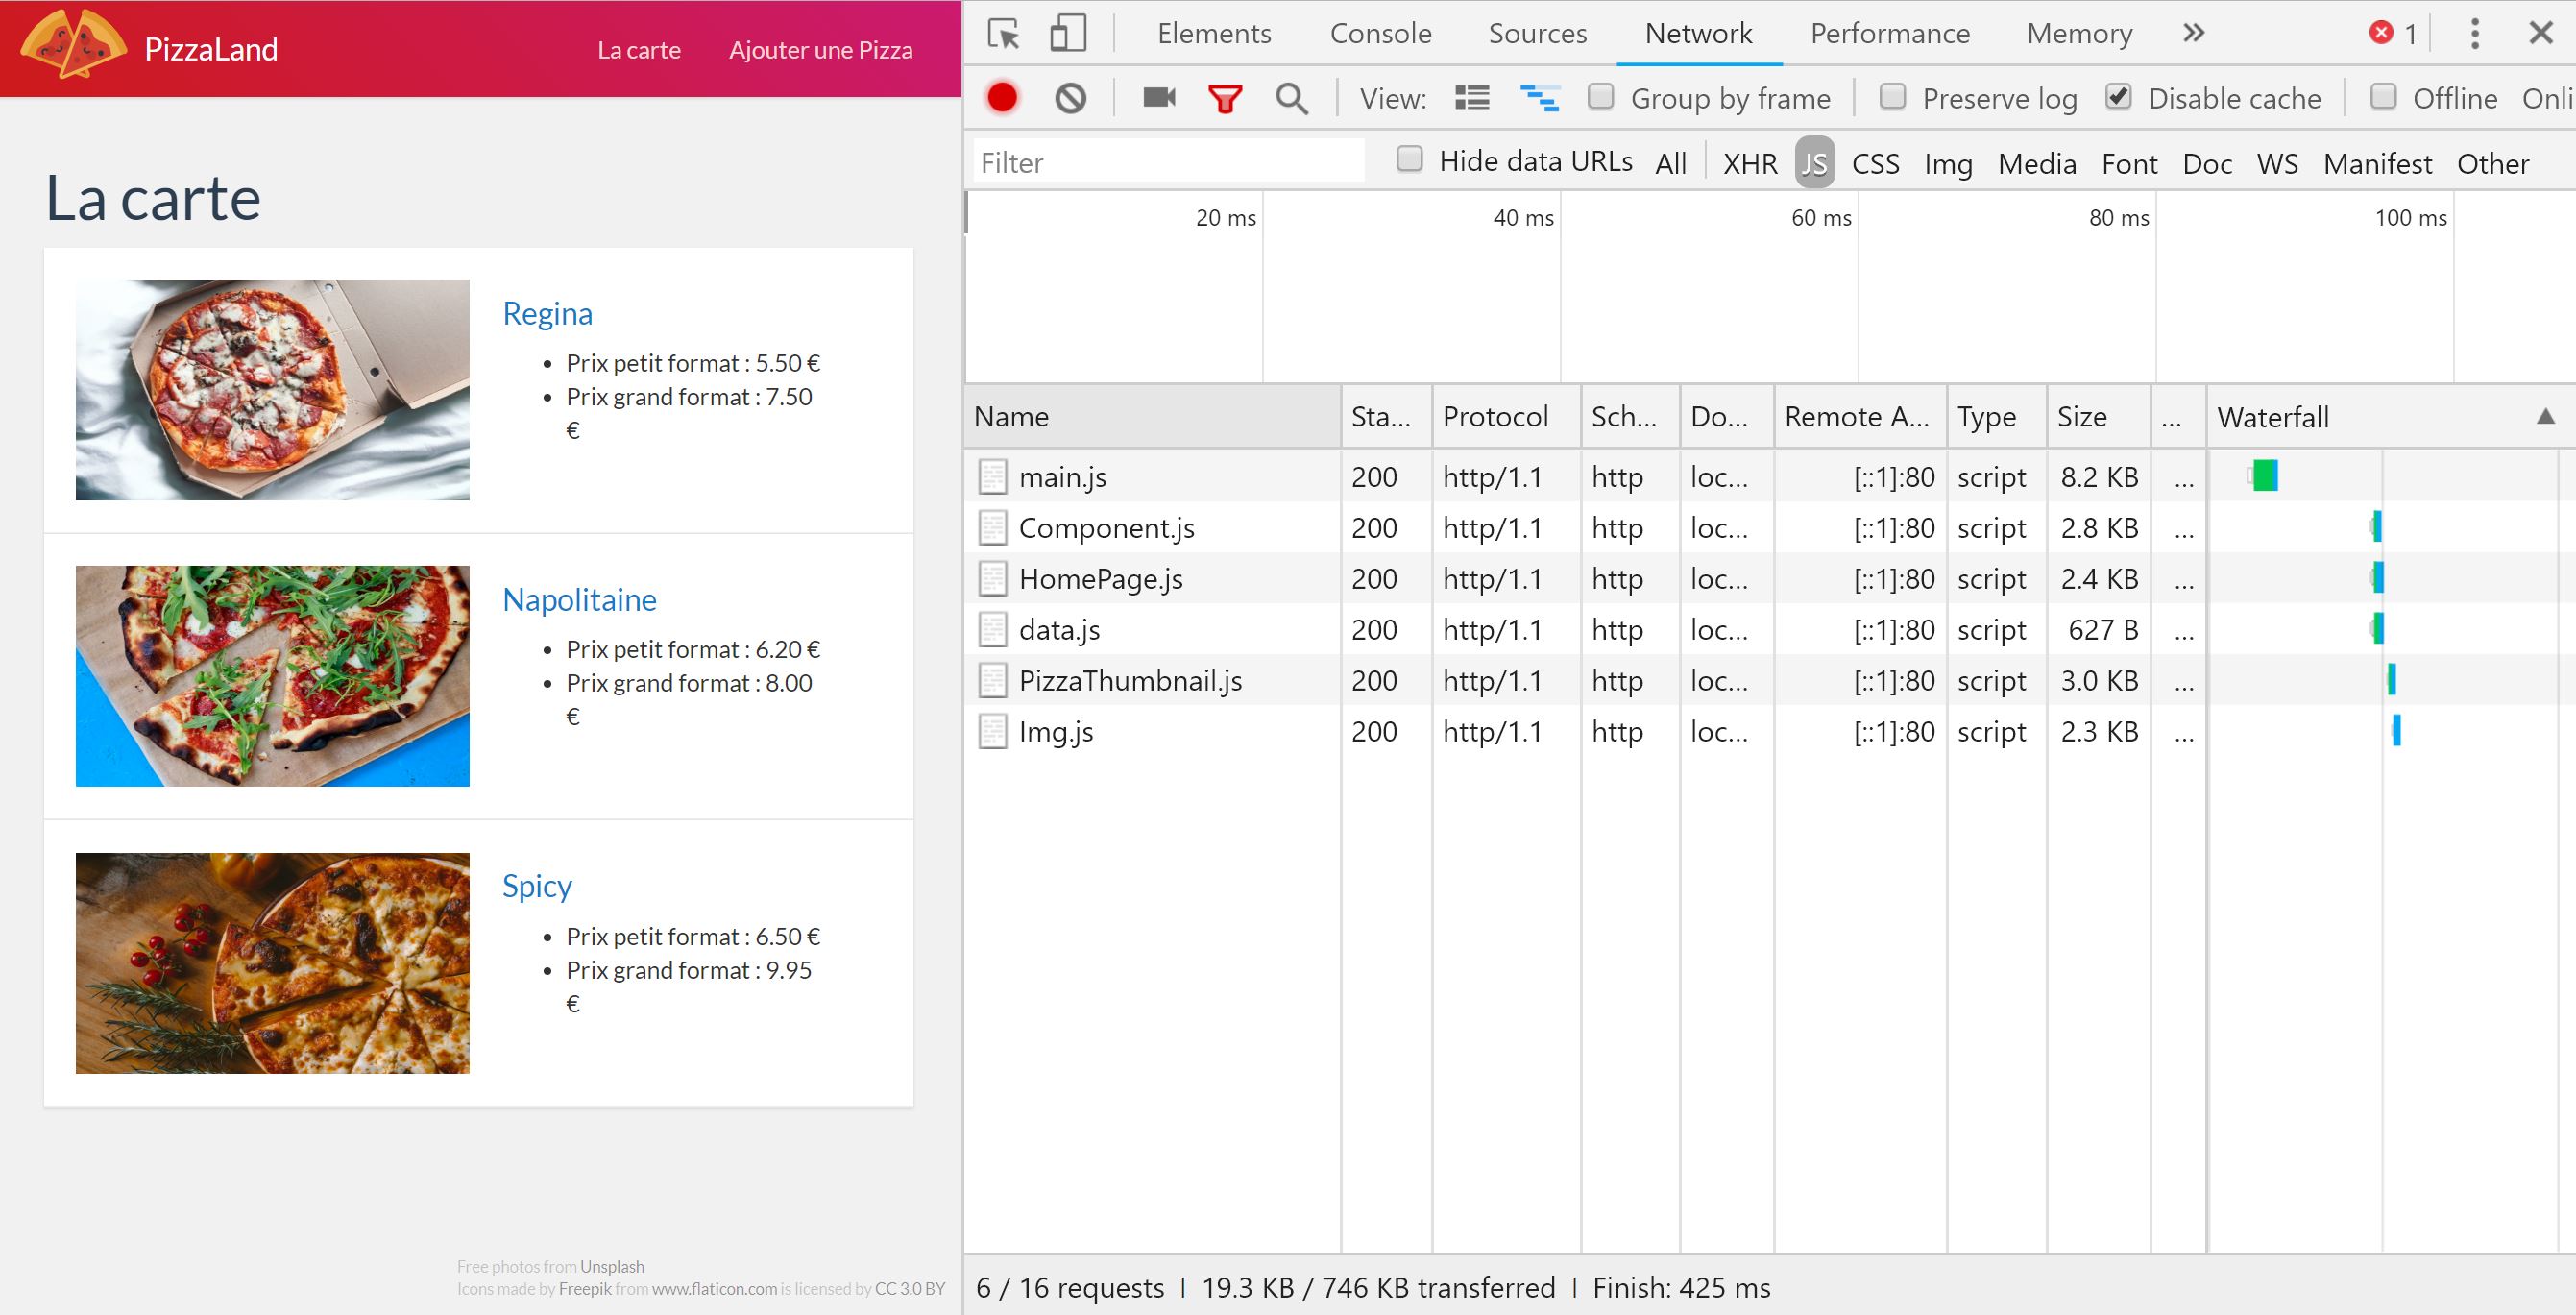 PizzaLand
La carte
Ajouter une Pizza
La carte
Regina
• Prix petit format : 5.50 €
• Prix grand format : 7.50
€
Napolitaine
• Prix petit format : 6.20 €
• Prix grand format : 8.00
€
Spicy
• Prix petit format : 6.50 €
• Prix grand format : 9.95
€
Free photos from Unsplash
Icons made by Freepik from www.flaticon.com is licensed by CC 3.0 BY
Elements Console Sources Network Performance Memory » 1
View: Group by frame Preserve log Disable cache Offline Onli
Filter Hide data URLs All XHR JS CSS Img Media Font Doc WS Manifest Other
20 ms 40 ms 60 ms 80 ms 100 ms
Name Sta... Protocol Sch... Do... Remote A... Type Size ... Waterfall
main.js 200 http/1.1 http loc... [::1]:80 script 8.2 KB ...
Component.js 200 http/1.1 http loc... [::1]:80 script 2.8 KB ...
HomePage.js 200 http/1.1 http loc... [::1]:80 script 2.4 KB ...
data.js 200 http/1.1 http loc... [::1]:80 script 627 B ...
PizzaThumbnail.js 200 http/1.1 http loc... [::1]:80 script 3.0 KB ...
Img.js 200 http/1.1 http loc... [::1]:80 script 2.3 KB ...
6 / 16 requests | 19.3 KB / 746 KB transferred | Finish: 425 ms